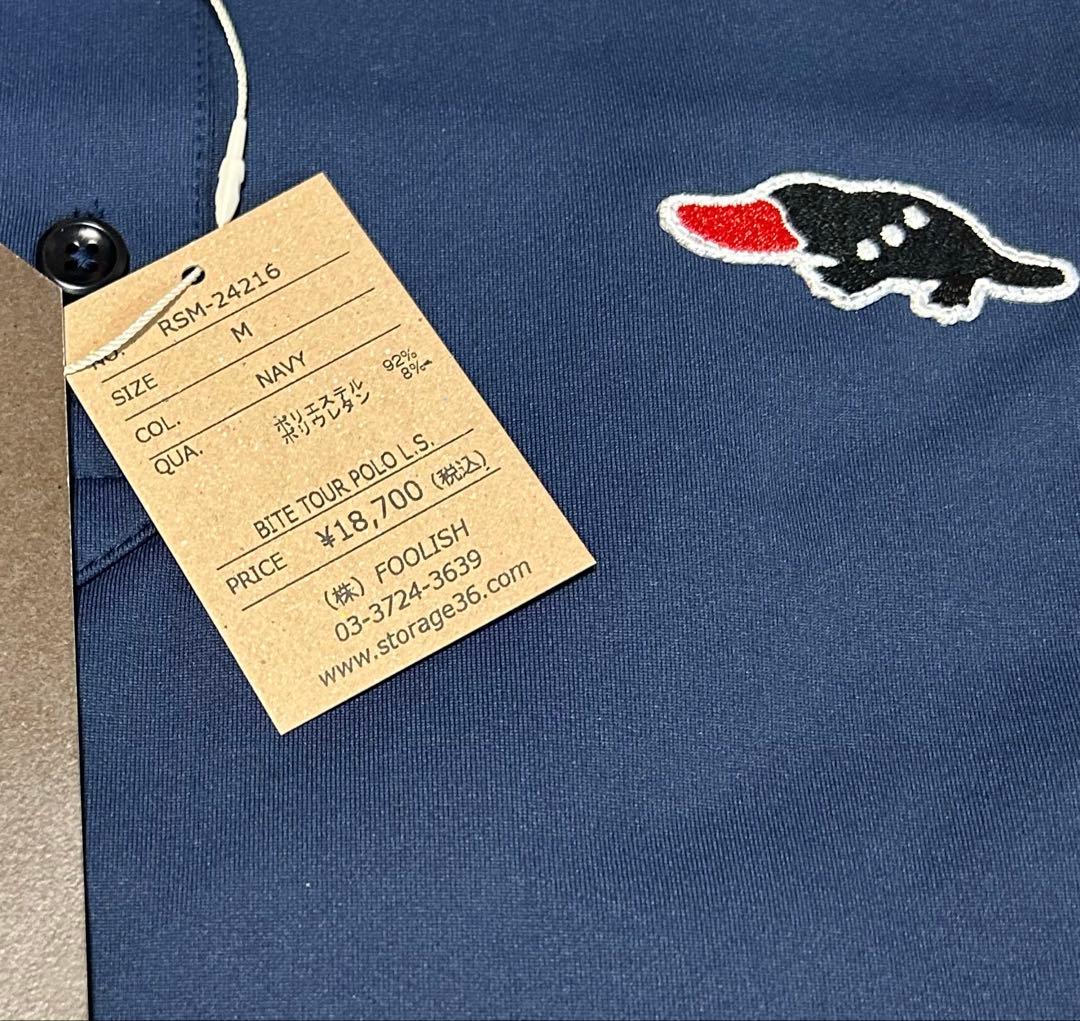 NO. RSM-24216
SIZE M
COL. NAVY
QUA. ポリエステル 92%
ポリウレタン 8%
BITE TOUR POLO L.S.
PRICE ¥18,700 (税込)
(株) FOOLISH
03-3724-3639
www.storage36.com